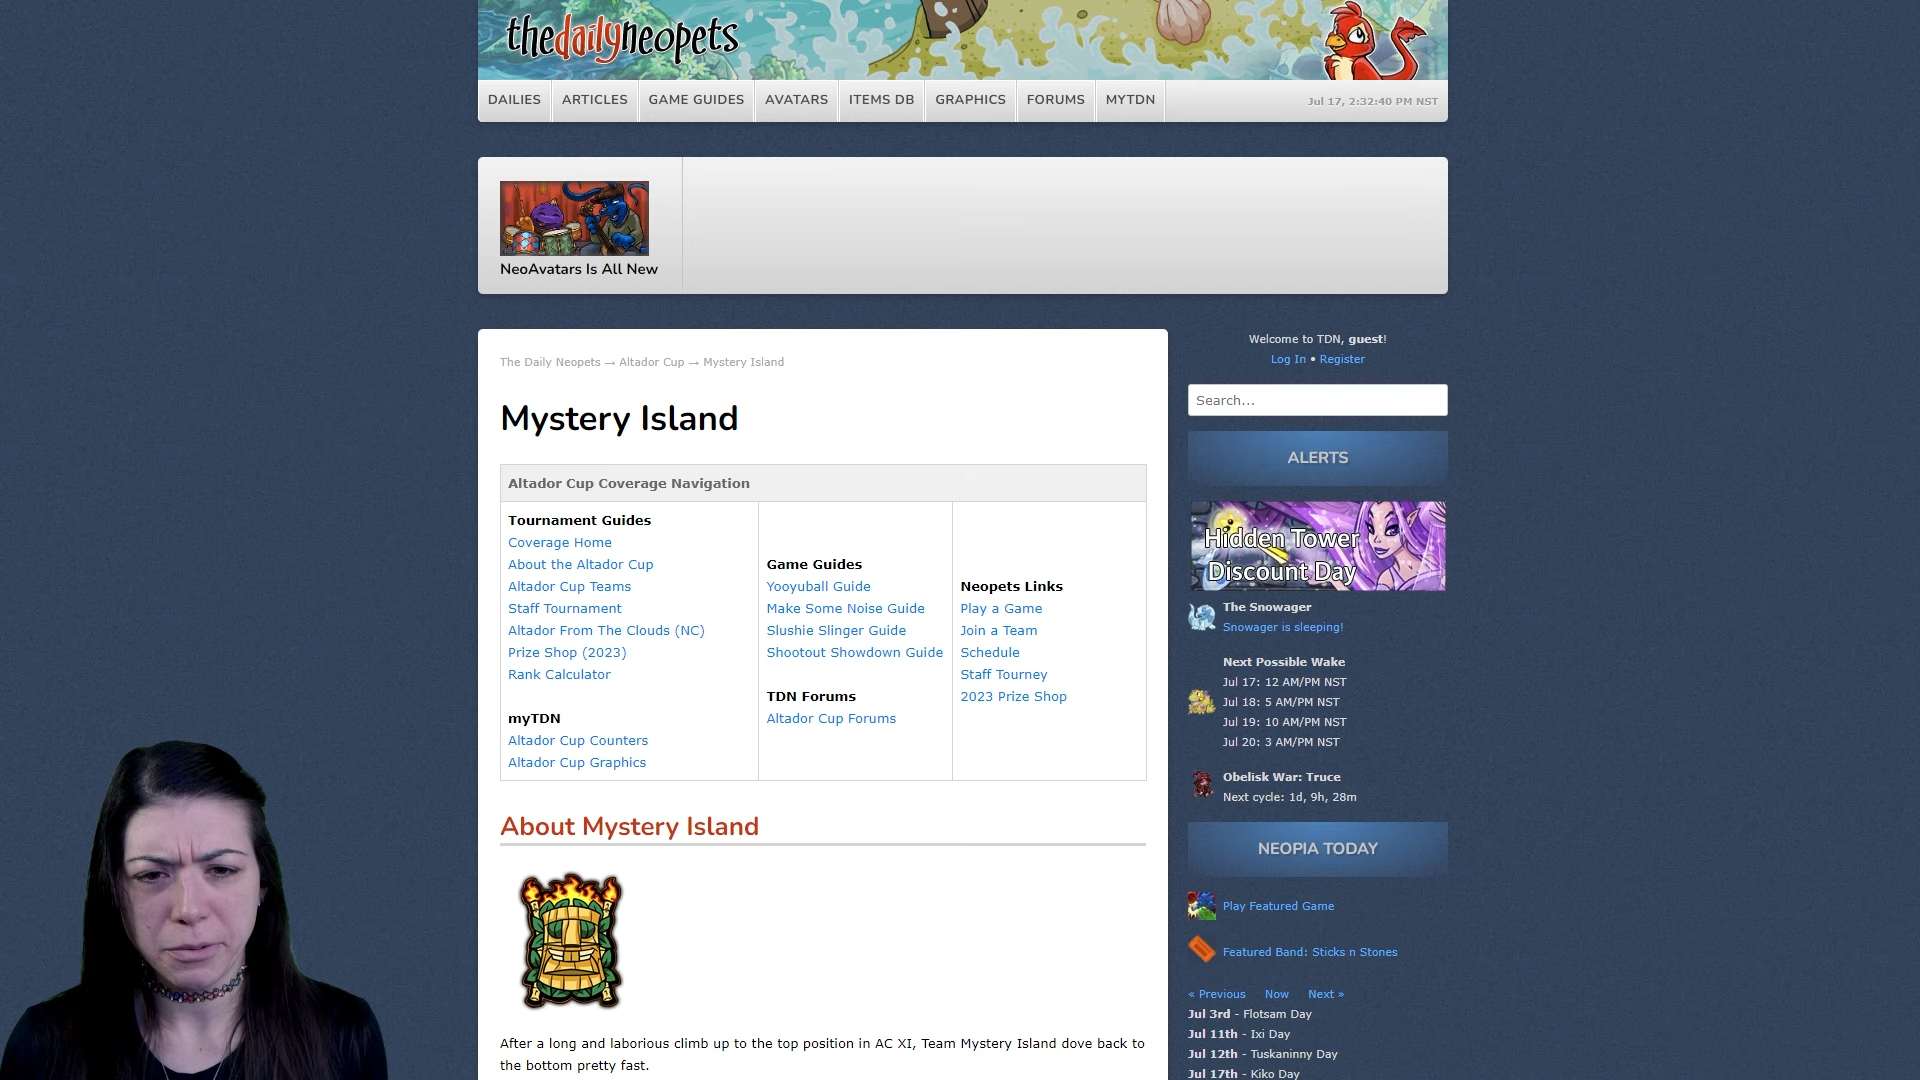 thedailyneopets
DAILIES
ARTICLES
GAME GUIDES
AVATARS
ITEMS DB
GRAPHICS
FORUMS
MYTDN
Jul 17, 2:32:40 PM NST
NeoAvatars Is All New
The Daily Neopets → Altador Cup → Mystery Island
Mystery Island
Altador Cup Coverage Navigation
Tournament Guides
Coverage Home
About the Altador Cup
Altador Cup Teams
Staff Tournament
Altador From The Clouds (NC)
Prize Shop (2023)
Rank Calculator
myTDN
Altador Cup Counters
Altador Cup Graphics
Game Guides
Yooyuball Guide
Make Some Noise Guide
Slushie Slinger Guide
Shootout Showdown Guide
TDN Forums
Altador Cup Forums
Neopets Links
Play a Game
Join a Team
Schedule
Staff Tourney
2023 Prize Shop
About Mystery Island
After a long and laborious climb up to the top position in AC XI, Team Mystery Island dove back to
the bottom pretty fast.
Welcome to TDN, guest!
Log In • Register
Search...
ALERTS
Hidden Tower
Discount Day
The Snowager
Snowager is sleeping!
Next Possible Wake
Jul 17: 12 AM/PM NST
Jul 18: 5 AM/PM NST
Jul 19: 10 AM/PM NST
Jul 20: 3 AM/PM NST
Obelisk War: Truce
Next cycle: 1d, 9h, 28m
NEOPIA TODAY
Play Featured Game
Featured Band: Sticks n Stones
« Previous Now Next »
Jul 3rd - Flotsam Day
Jul 11th - Ixi Day
Jul 12th - Tuskaninny Day
Jul 17th - Kiko Day